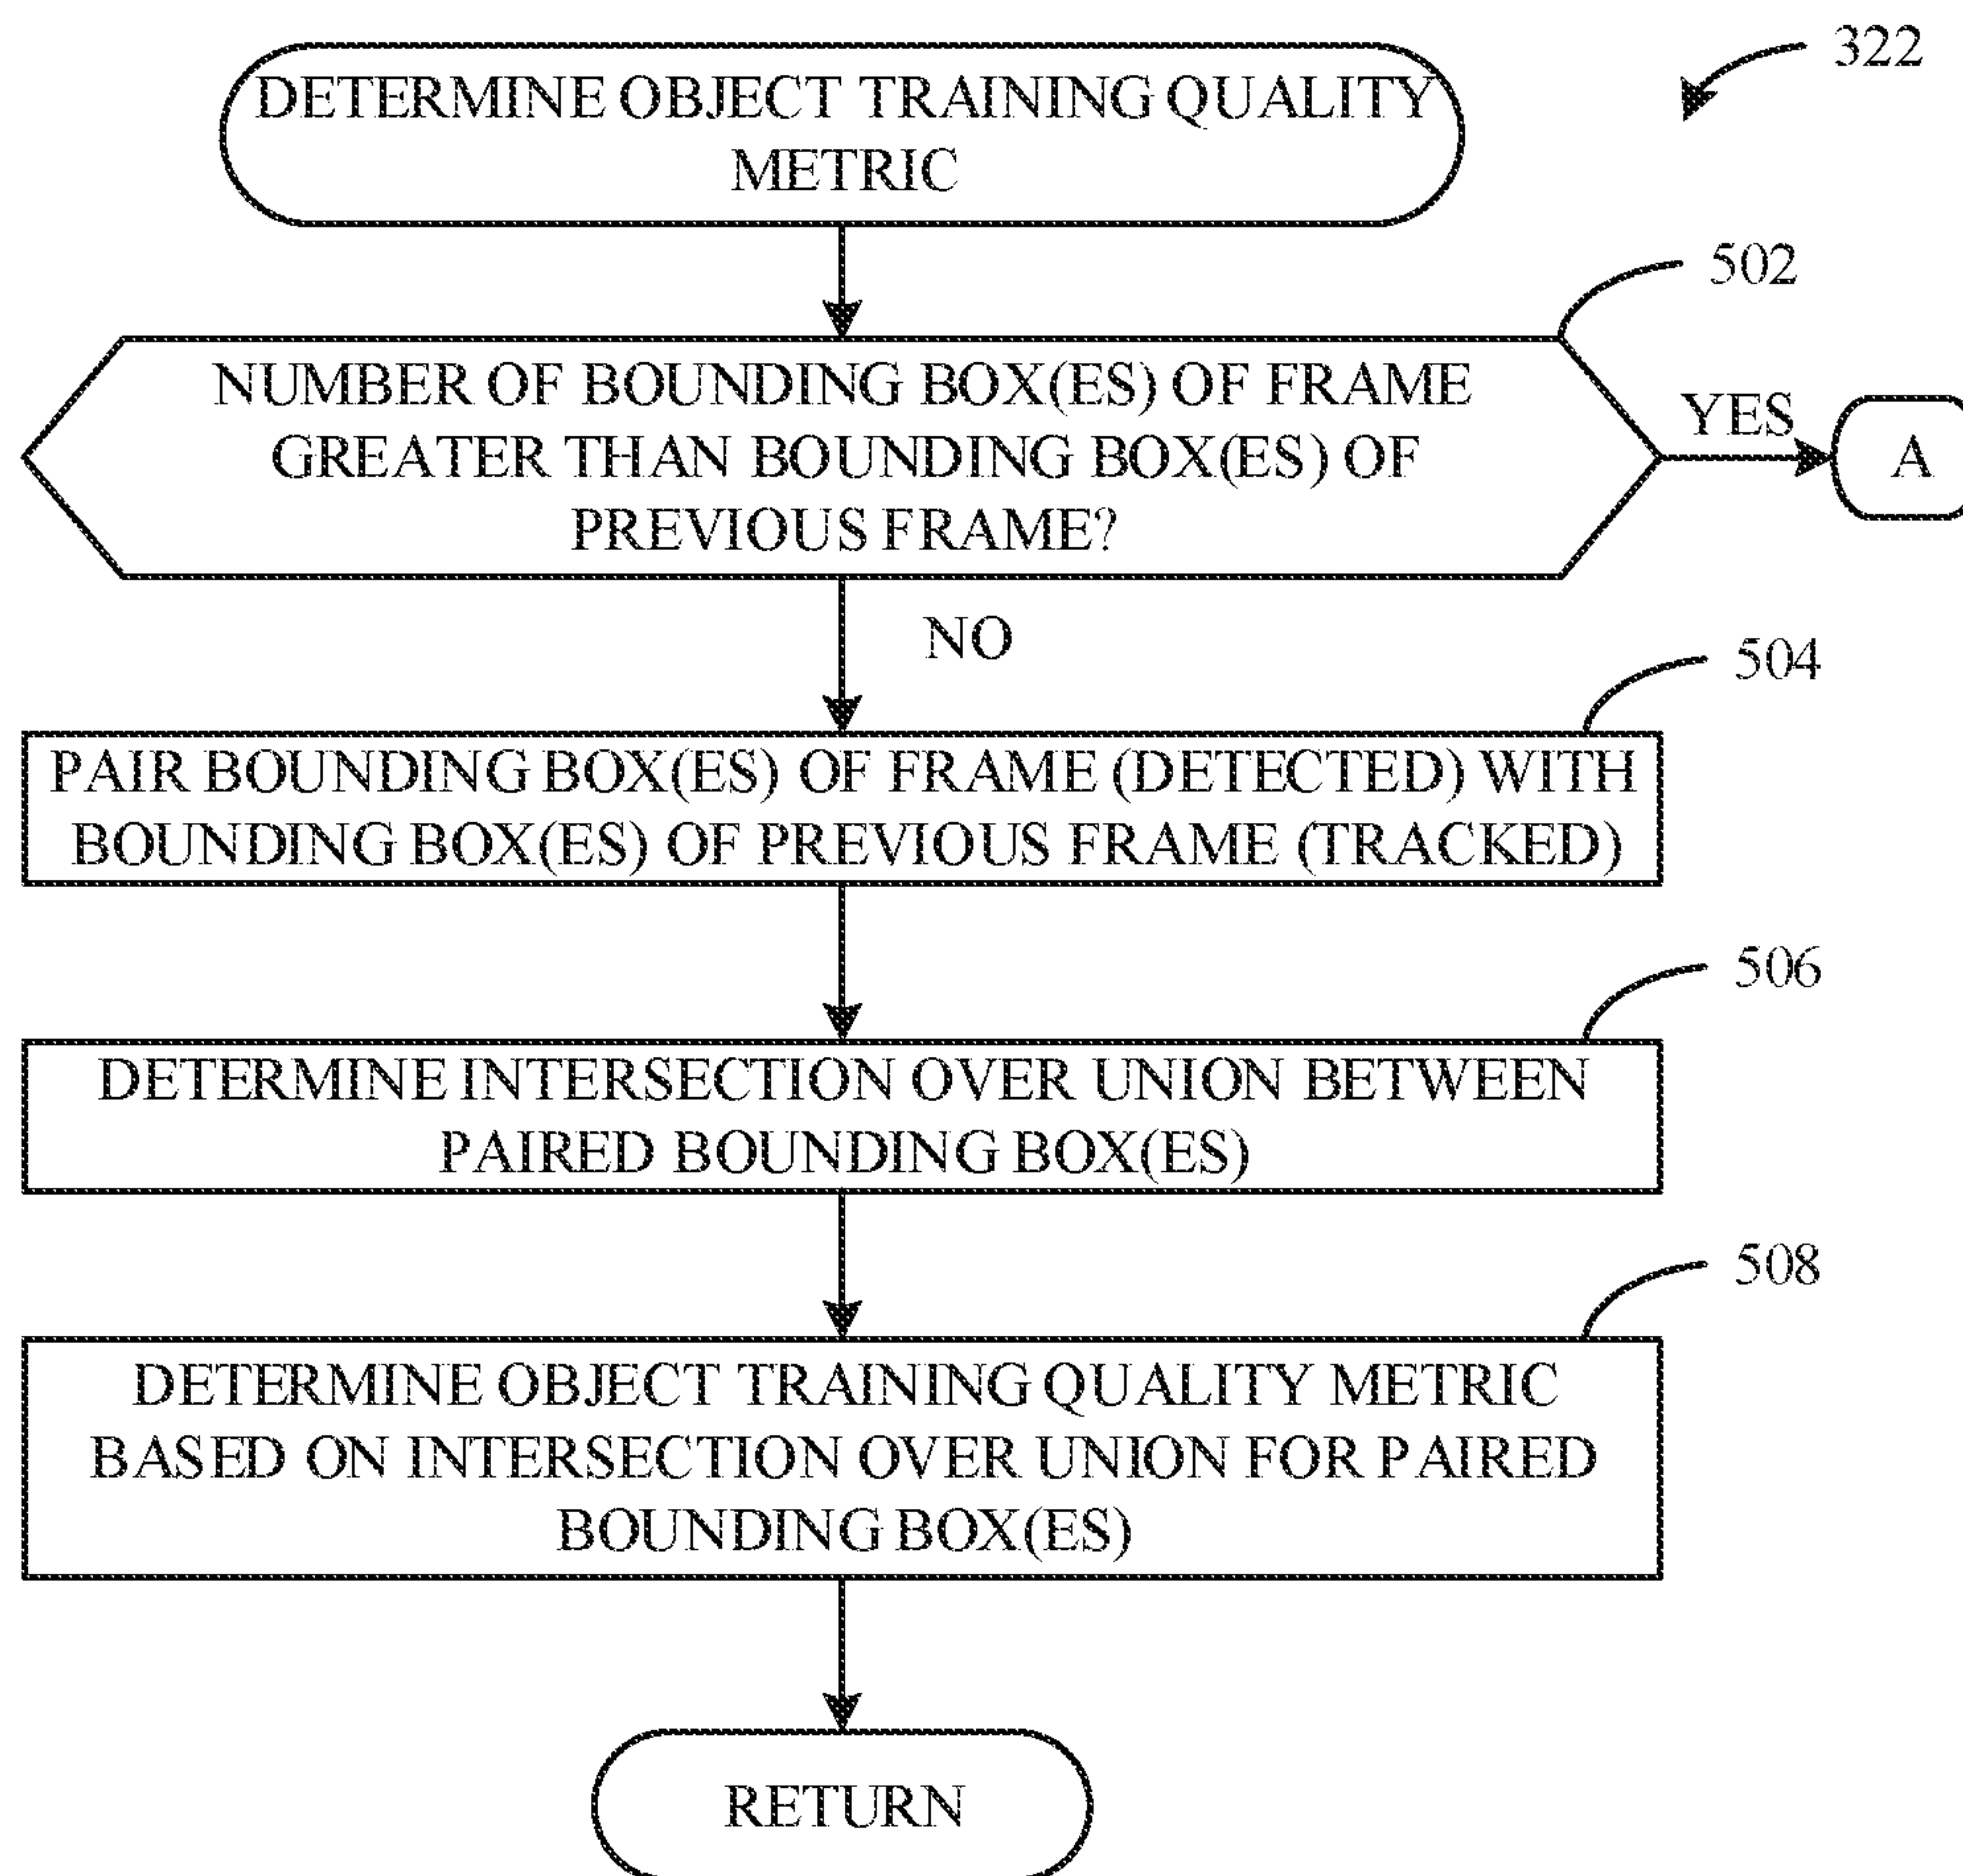 322
DETERMINE OBJECT TRAINING QUALITY
METRIC
502
NUMBER OF BOUNDING BOX(ES) OF FRAME
GREATER THAN BOUNDING BOX(ES) OF
PREVIOUS FRAME?
YES
A
NO
504
PAIR BOUNDING BOX(ES) OF FRAME (DETECTED) WITH
BOUNDING BOX(ES) OF PREVIOUS FRAME (TRACKED)
506
DETERMINE INTERSECTION OVER UNION BETWEEN
PAIRED BOUNDING BOX(ES)
508
DETERMINE OBJECT TRAINING QUALITY METRIC
BASED ON INTERSECTION OVER UNION FOR PAIRED
BOUNDING BOX(ES)
RETURN